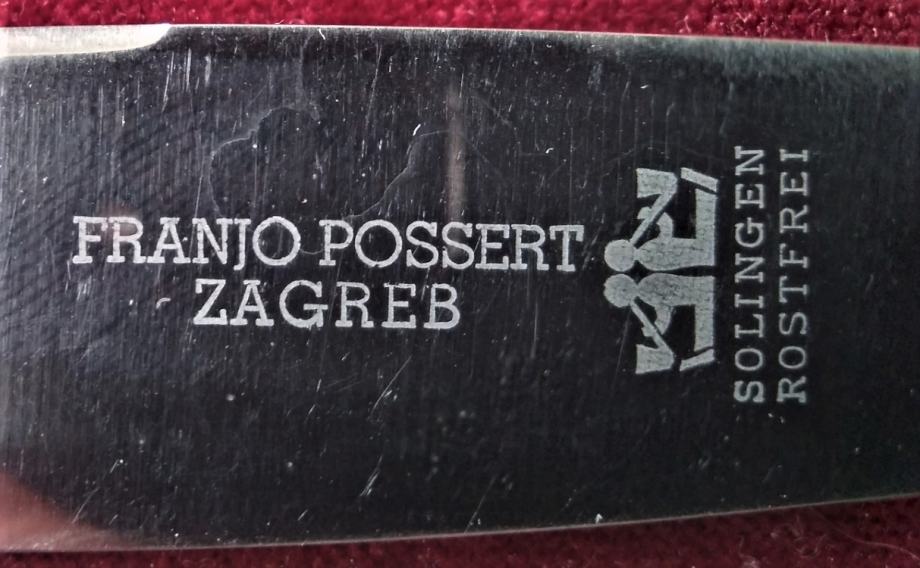 FRANJO POSSERT
ZAGREB
SOLINGEN
ROSTFREI